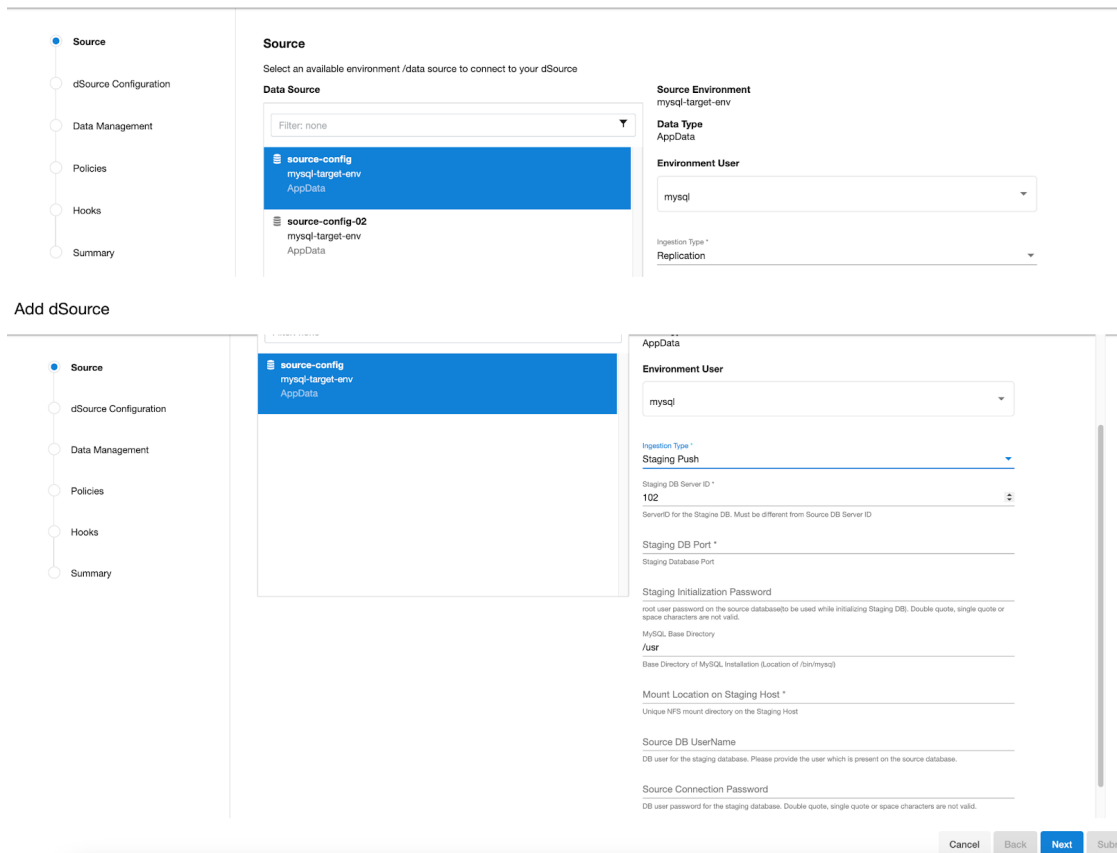 Source
dSource Configuration
Data Management
Policies
Hooks
Summary
Source
Select an available environment /data source to connect to your dSource
Data Source
Filter: none
source-config
mysql-target-env
AppData
source-config-02
mysql-target-env
AppData
Source Environment
mysql-target-env
Data Type
AppData
Environment User
mysql
Ingestion Type *
Replication
Add dSource
Source
dSource Configuration
Data Management
Policies
Hooks
Summary
source-config
mysql-target-env
AppData
AppData
Environment User
mysql
Ingestion Type *
Staging Push
Staging DB Server ID *
102
ServerID for the Stagine DB. Must be different from Source DB Server ID
Staging DB Port *
Staging Database Port
Staging Initialization Password
root user password on the source database(to be used while initializing Staging DB). Double quote, single quote or
space characters are not valid.
MySQL Base Directory
/usr
Base Directory of MySQL Installation (Location of /bin/mysql)
Mount Location on Staging Host *
Unique NFS mount directory on the Staging Host
Source DB UserName
DB user for the staging database. Please provide the user which is present on the source database.
Source Connection Password
DB user password for the staging database. Double quote, single quote or space characters are not valid.
Cancel Back Next